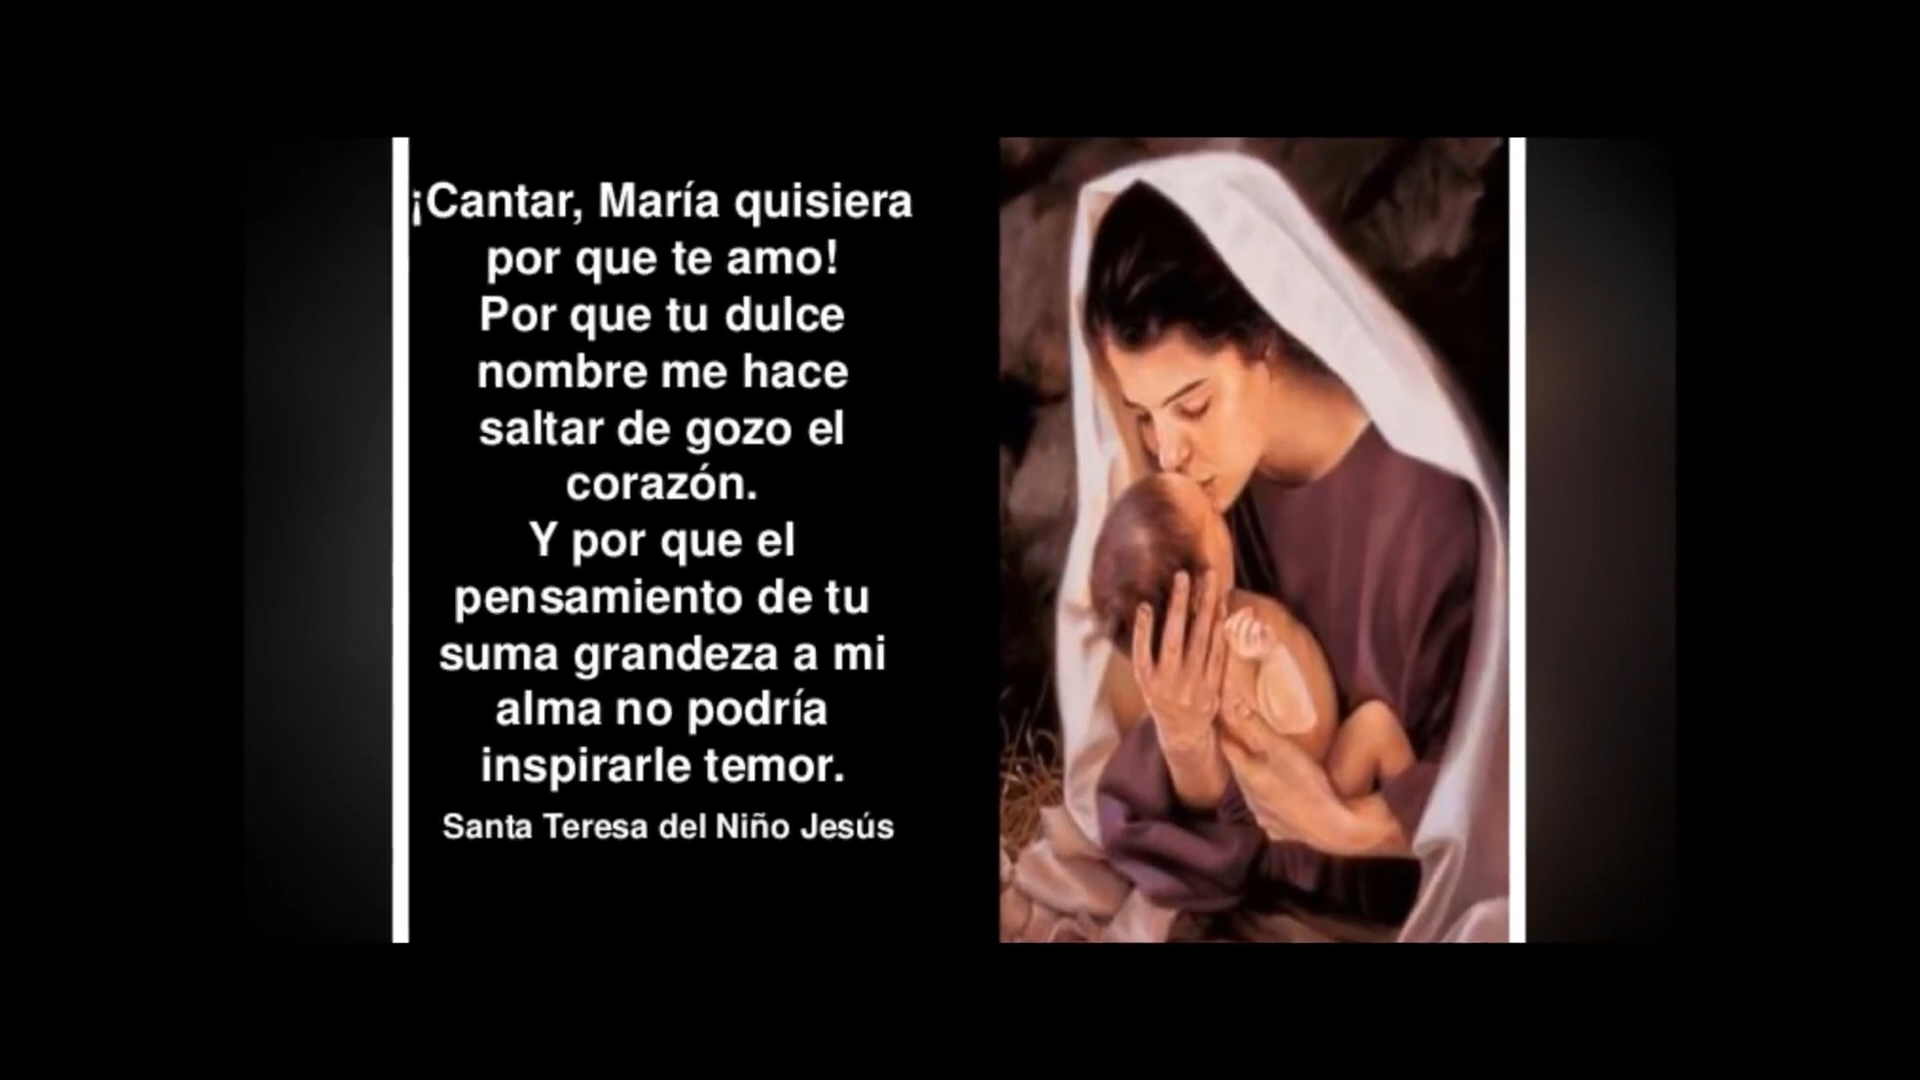 ¡Cantar, María quisiera
por que te amo!
Por que tu dulce
nombre me hace
saltar de gozo el
corazón.
Y por que el
pensamiento de tu
suma grandeza a mi
alma no podría
inspirarle temor.
Santa Teresa del Niño Jesús